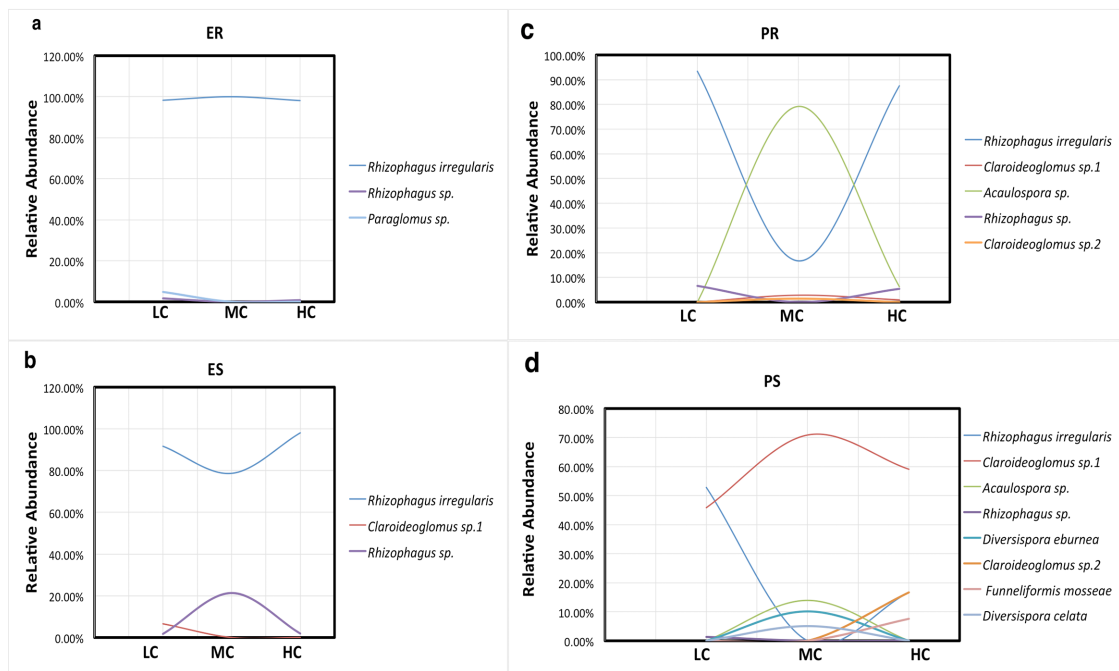 a
ER
Relative Abundance
120.00%
100.00%
80.00%
60.00%
40.00%
20.00%
0.00%
LC MC HC
Rhizophagus irregularis
Rhizophagus sp.
Paraglomus sp.
b
ES
ReLative Abundance
120.00%
100.00%
80.00%
60.00%
40.00%
20.00%
0.00%
LC MC HC
Rhizophagus irregularis
Claroideoglomus sp.1
Rhizophagus sp.
c
PR
Relative Abundance
100.00%
90.00%
80.00%
70.00%
60.00%
50.00%
40.00%
30.00%
20.00%
10.00%
0.00%
LC MC HC
Rhizophagus irregularis
Claroideoglomus sp.1
Acaulospora sp.
Rhizophagus sp.
Claroideoglomus sp.2
d
PS
Relative Abundance
80.00%
70.00%
60.00%
50.00%
40.00%
30.00%
20.00%
10.00%
0.00%
LC MC HC
Rhizophagus irregularis
Claroideoglomus sp.1
Acaulospora sp.
Rhizophagus sp.
Diversispora eburnea
Claroideoglomus sp.2
Funneliformis mosseae
Diversispora celata